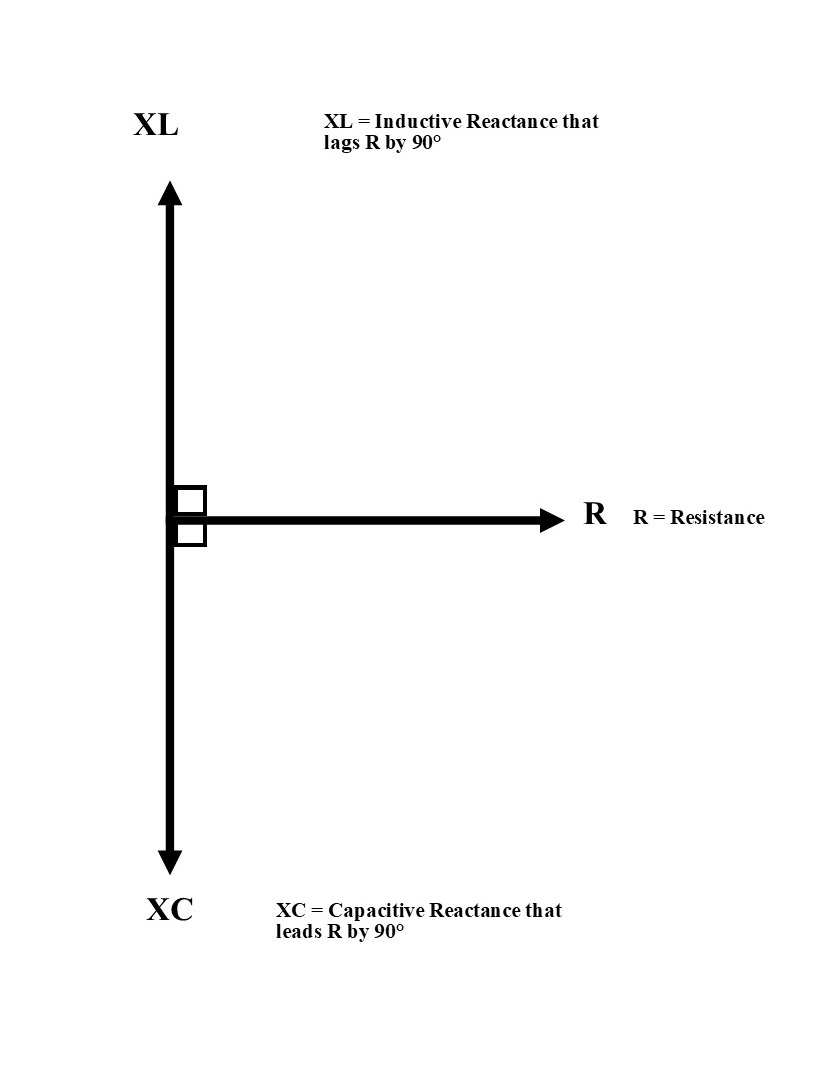 XL
XL = Inductive Reactance that
lags R by 90°
R
R = Resistance
XC
XC = Capacitive Reactance that
leads R by 90°